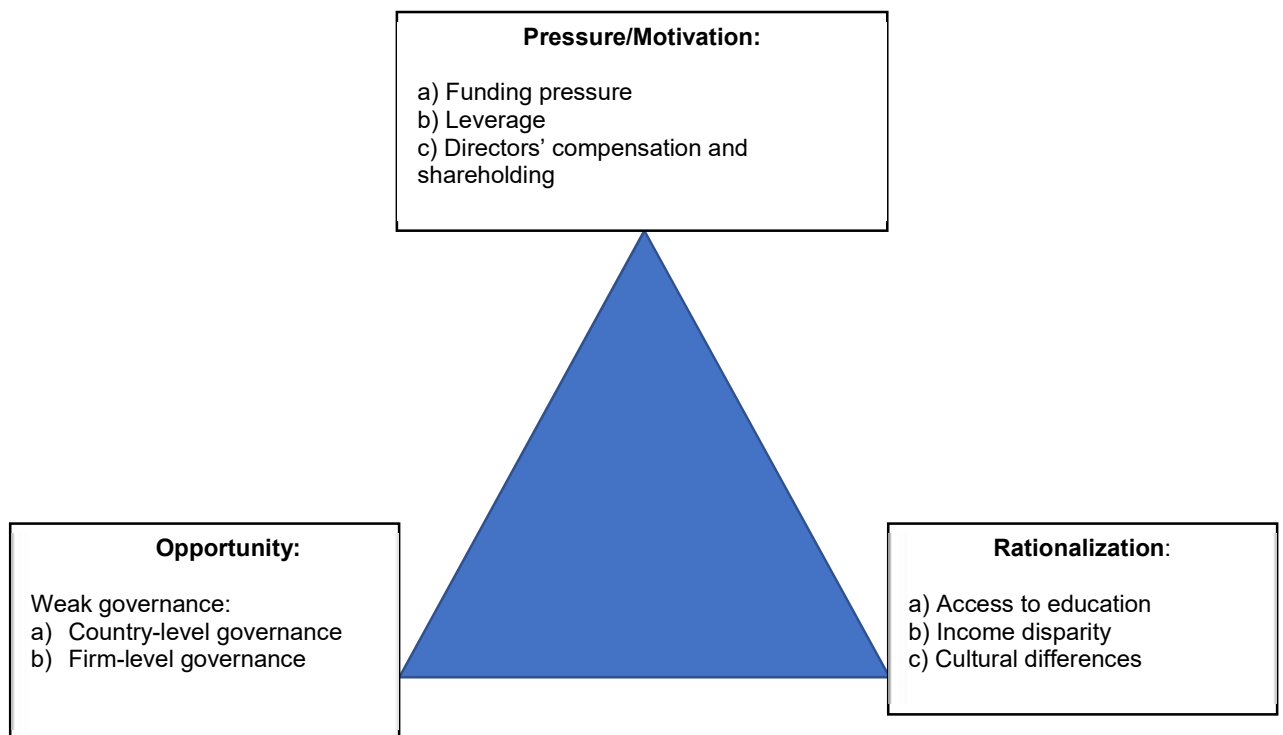 Pressure/Motivation:
a) Funding pressure
b) Leverage
c) Directors’ compensation and
shareholding
Opportunity:
Weak governance:
a) Country-level governance
b) Firm-level governance
Rationalization:
a) Access to education
b) Income disparity
c) Cultural differences